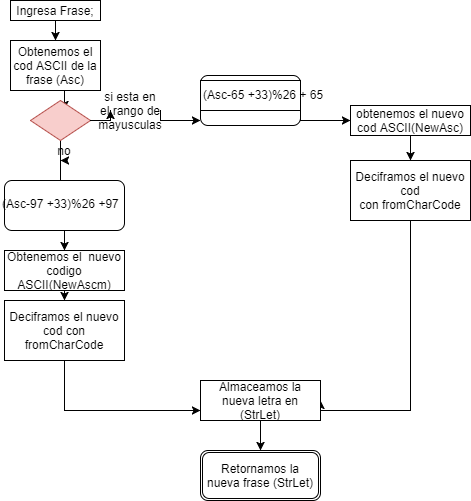 Ingresa Frase;
Obtenemos el
cod ASCII de la
frase (Asc)
si esta en
el rango de
mayusculas
(Asc-65 +33)%26 + 65
obtenemos el nuevo
cod ASCII(NewAsc)
Deciframos el nuevo
cod
con fromCharCode
no
(Asc-97 +33)%26 +97
Obtenemos el nuevo
codigo
ASCII(NewAscm)
Deciframos el nuevo
cod con
fromCharCode
Almaceamos la
nueva letra en
(StrLet)
Retornamos la
nueva frase (StrLet)